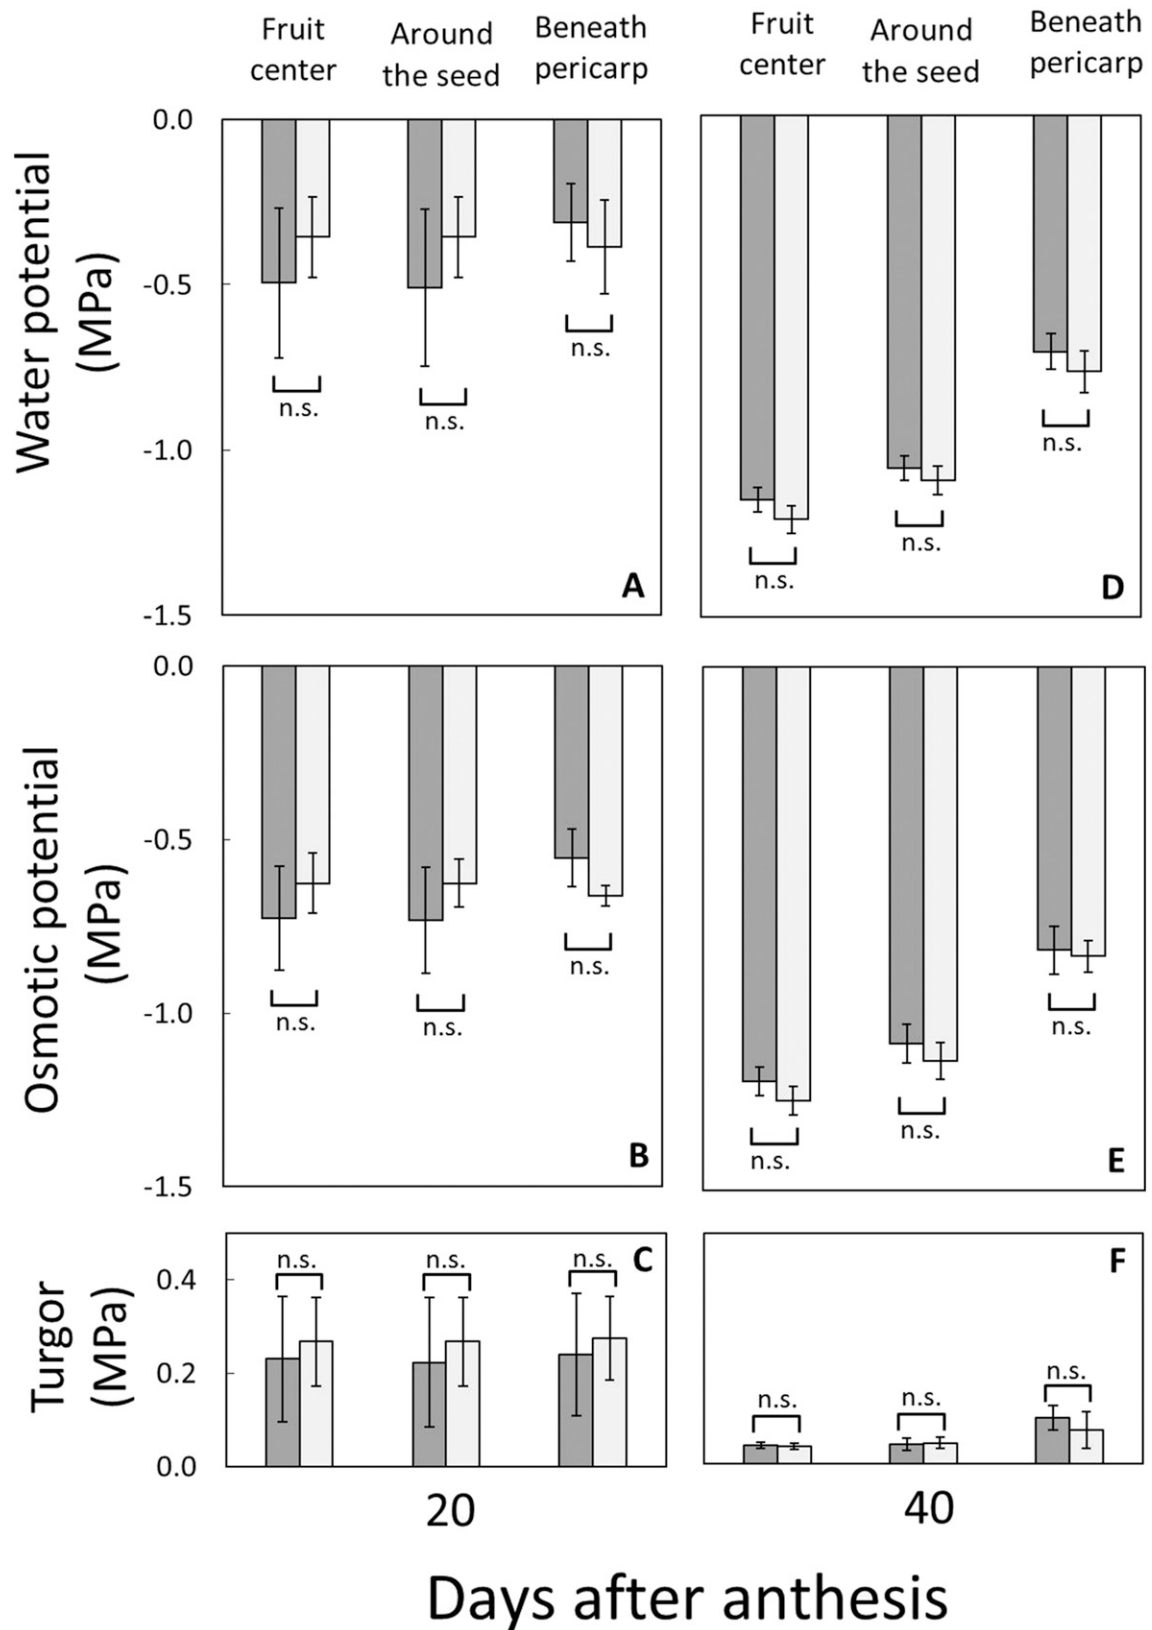 Fruit
center
Around
the seed
Beneath
pericarp
Fruit
center
Around
the seed
Beneath
pericarp
Water potential
(MPa)
0.0
-0.5
-1.0
-1.5
n.s.
n.s.
n.s.
A
n.s.
n.s.
n.s.
D
Osmotic potential
(MPa)
0.0
-0.5
-1.0
-1.5
n.s.
n.s.
n.s.
B
n.s.
n.s.
n.s.
E
Turgor
(MPa)
0.4
0.2
0.0
n.s.
n.s.
n.s.
C
n.s.
n.s.
n.s.
F
20
40
Days after anthesis